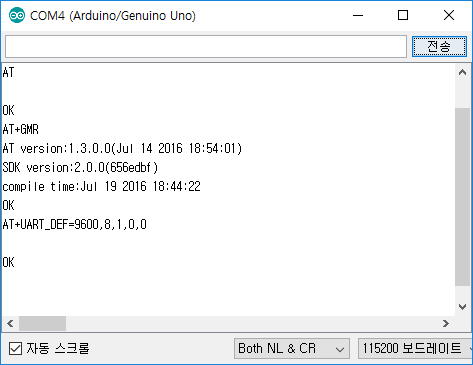 COM4 (Arduino/Genuino Uno)
전송
AT
OK
AT+GMR
AT version:1.3.0.0(Jul 14 2016 18:54:01)
SDK version:2.0.0(656edbf)
compile time:Jul 19 2016 18:44:22
OK
AT+UART_DEF=9600,8,1,0,0
OK
자동 스크롤
Both NL & CR
115200 보드레이트